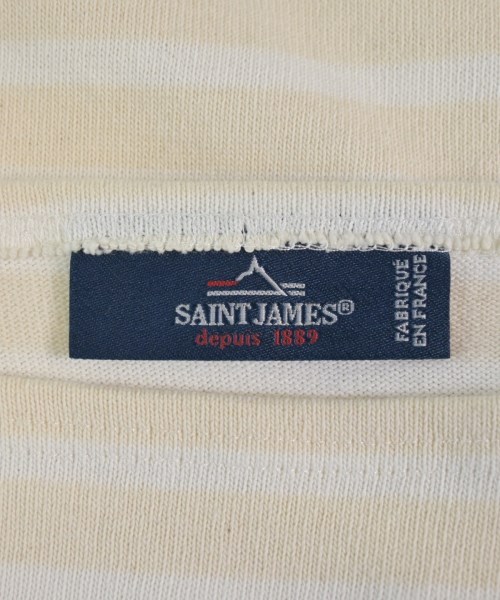 SAINT JAMES®
depuis 1889
FABRIQUÉ
EN FRANCE